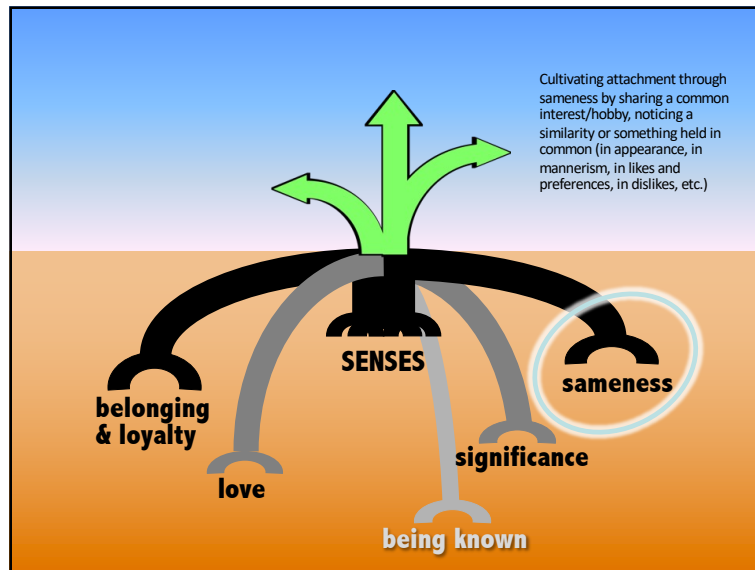 Cultivating attachment through
sameness by sharing a common
interest/hobby, noticing a
similarity or something held in
common (in appearance, in
mannerism, in likes and
preferences, in dislikes, etc.)
SENSES
sameness
belonging
& loyalty
significance
love
being known